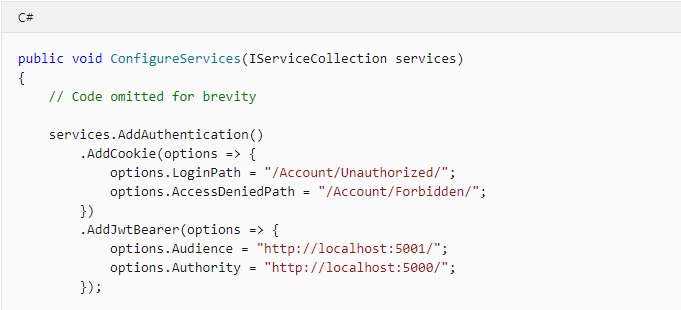 C#
public void ConfigureServices(IServiceCollection services)
{
    // Code omitted for brevity
    services.AddAuthentication()
        .AddCookie(options => {
            options.LoginPath = "/Account/Unauthorized/";
            options.AccessDeniedPath = "/Account/Forbidden/";
        })
        .AddJwtBearer(options => {
            options.Audience = "http://localhost:5001/";
            options.Authority = "http://localhost:5000/";
        });